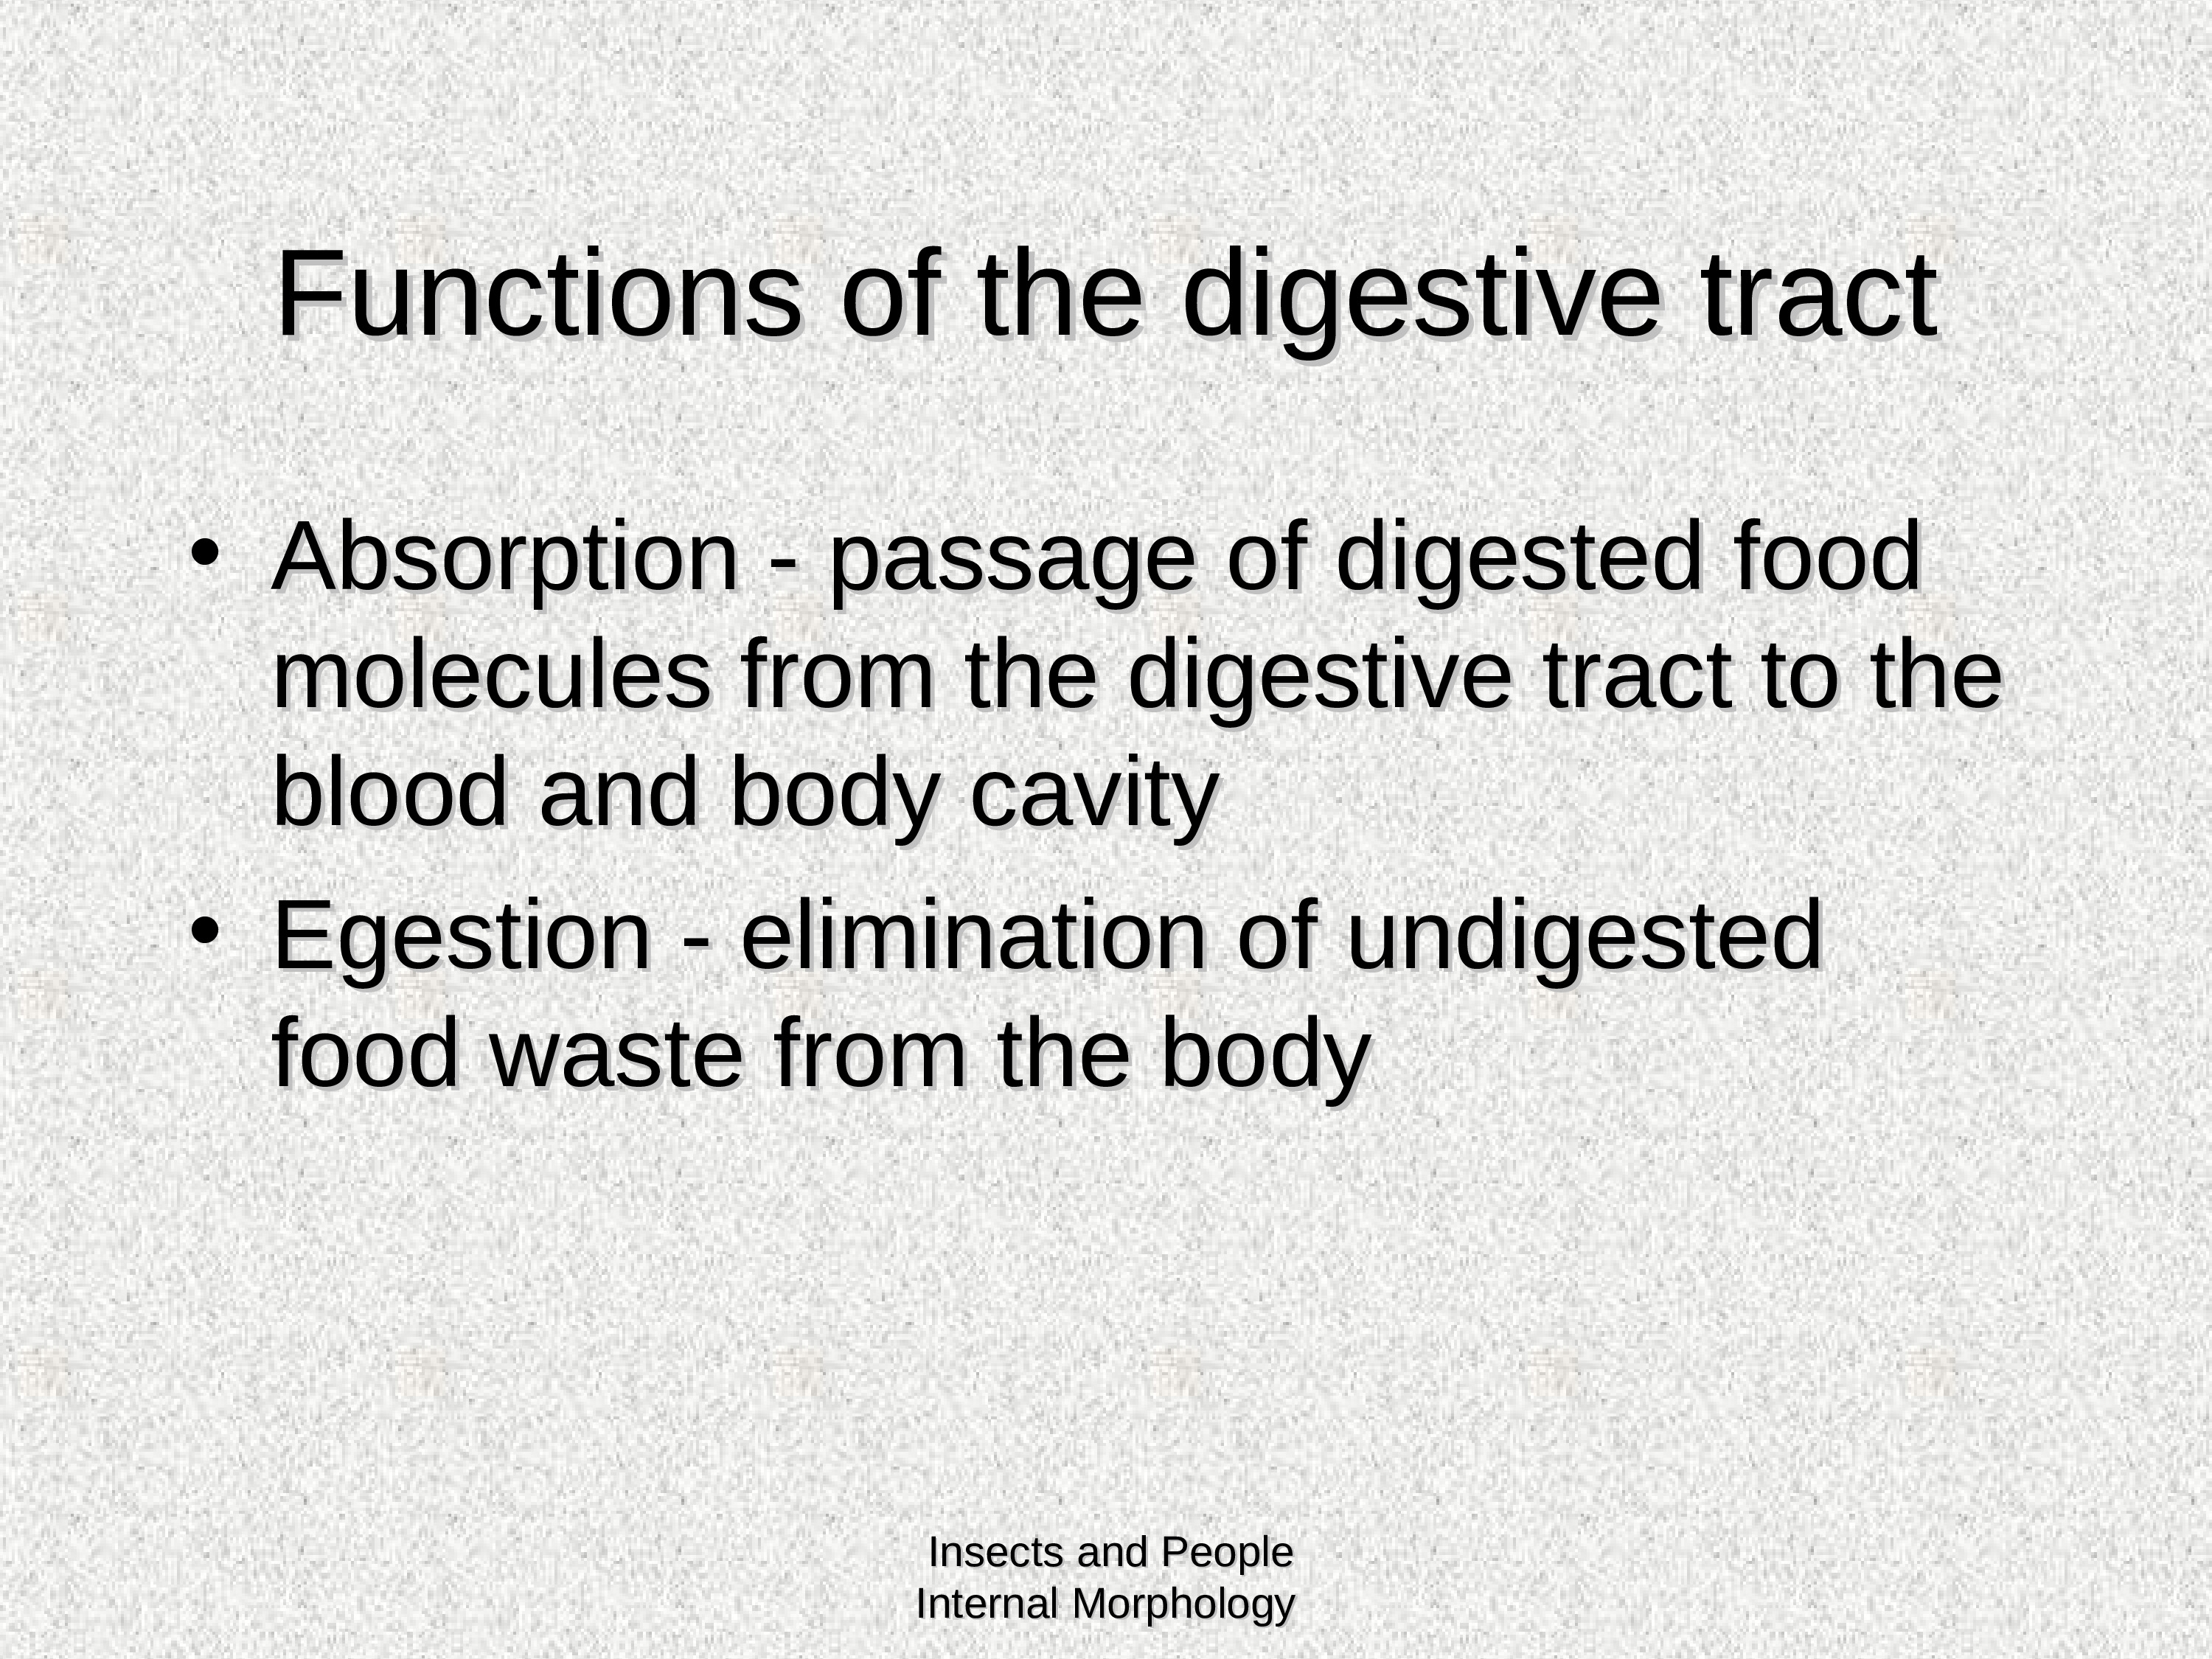 Functions of the digestive tract
• Absorption - passage of digested food
molecules from the digestive tract to the
blood and body cavity
• Egestion - elimination of undigested
food waste from the body
Insects and People
Internal Morphology